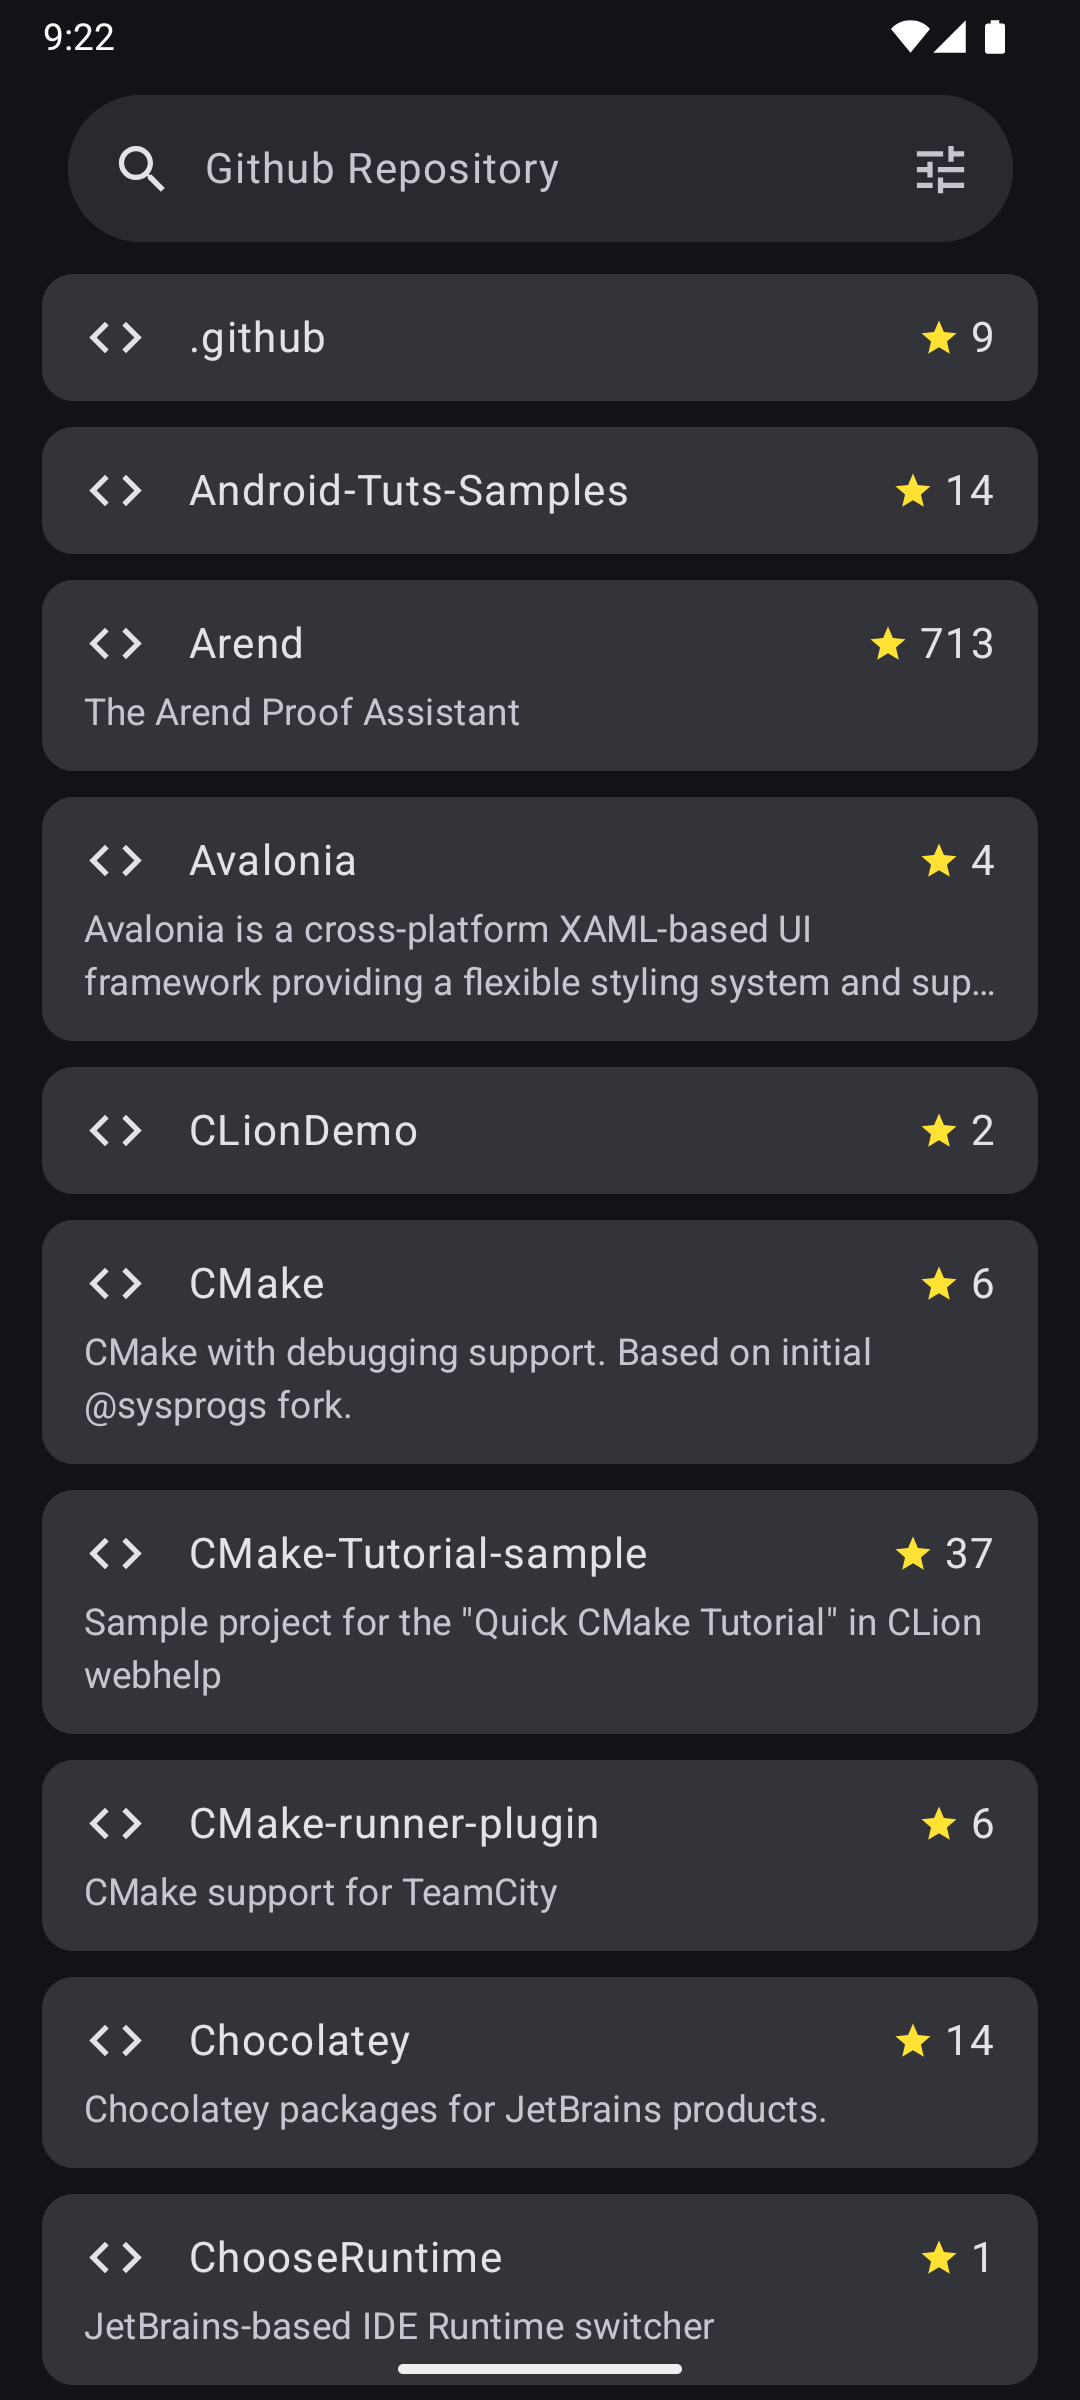 9:22
Github Repository
.github 9
Android-Tuts-Samples 14
Arend 713
The Arend Proof Assistant
Avalonia 4
Avalonia is a cross-platform XAML-based UI
framework providing a flexible styling system and sup…
CLionDemo 2
CMake 6
CMake with debugging support. Based on initial
@sysprogs fork.
CMake-Tutorial-sample 37
Sample project for the "Quick CMake Tutorial" in CLion
webhelp
CMake-runner-plugin 6
CMake support for TeamCity
Chocolatey 14
Chocolatey packages for JetBrains products.
ChooseRuntime 1
JetBrains-based IDE Runtime switcher